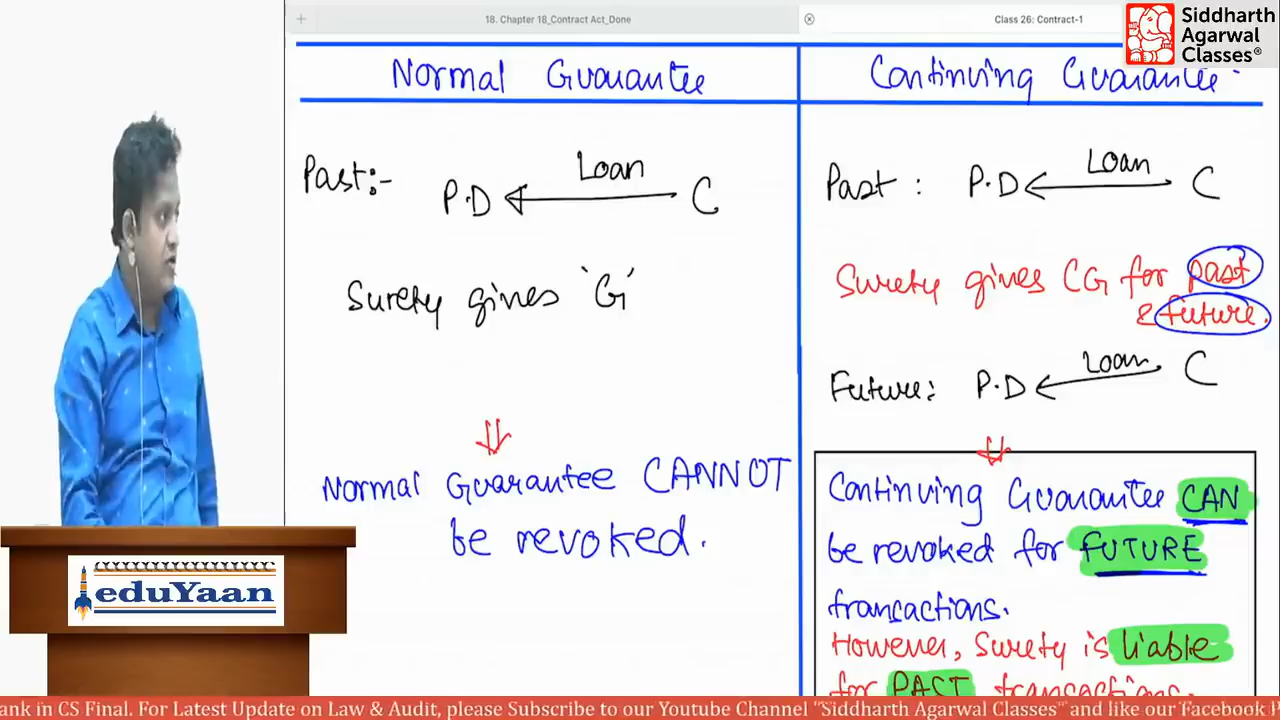 18. Chapter 18_Contract Act_Done
Class 26: Contract-1
Siddharth
Agarwal
Classes®
Normal Guarantee
Past:-
Loan
P.D
C
Surety gives 'G'
Normal Guarantee CANNOT
be revoked.
Continuing Guarantee
Past :
Loan
P.D
C
Surety gives CG for past
& future.
Future:
Loan
P.D
C
Continuing Guarantee CAN
be revoked for FUTURE
transactions.
However, Surety is liable
for PAST transactions.
eduYaan
ank in CS Final. For Latest Update on Law & Audit, please Subscribe to our Youtube Channel "Siddharth Agarwal Classes" and like our Facebook